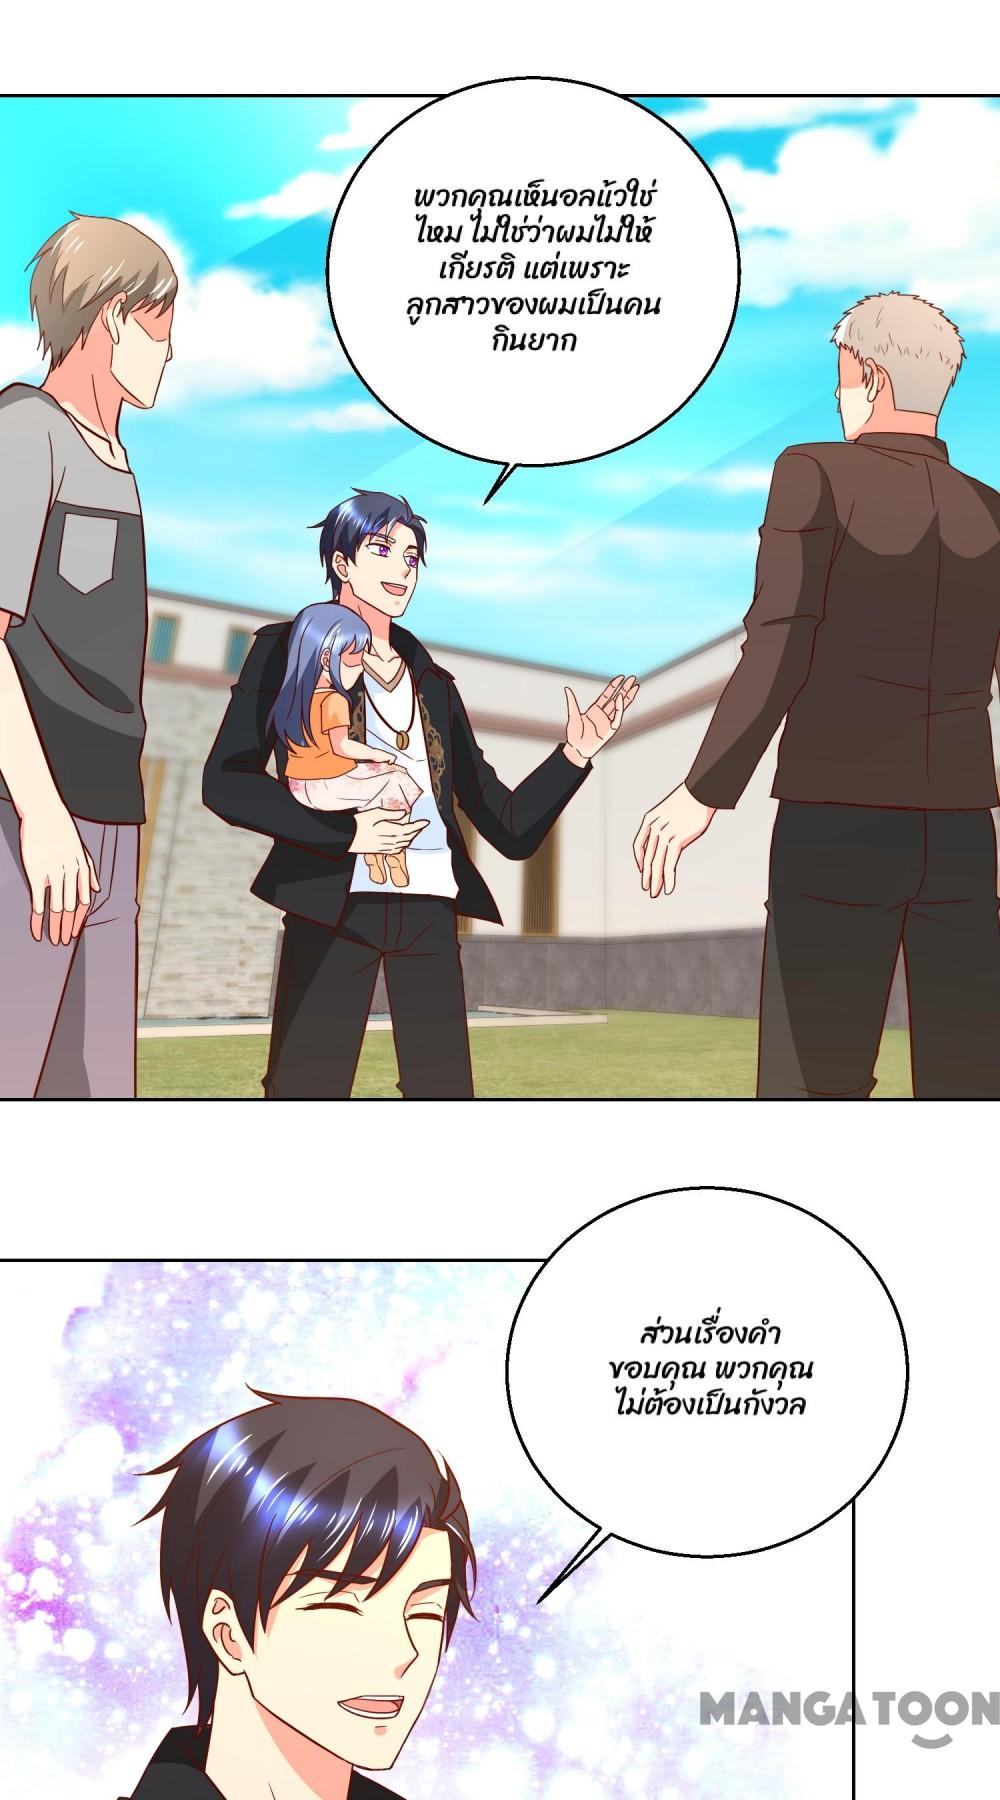 พวกคุณเห็นอลแ้วใช่
ไหม ไม่ใช่ว่าผมไม่ให้
เกียรติ แต่เพราะ
ลูกสาวของผมเป็นคน
กินยาก
ส่วนเรื่องคำ
ขอบคุณ พวกคุณ
ไม่ต้องเป็นกังวล
MANGATOON